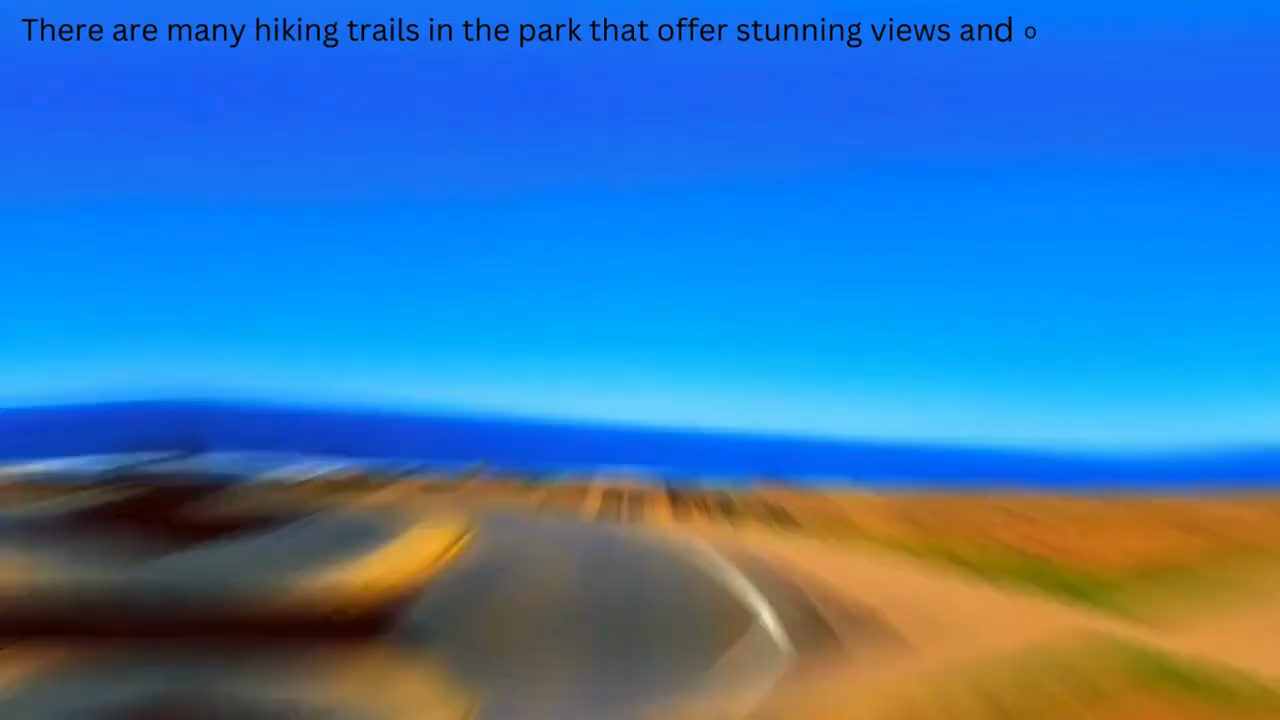 There are many hiking trails in the park that offer stunning views and o